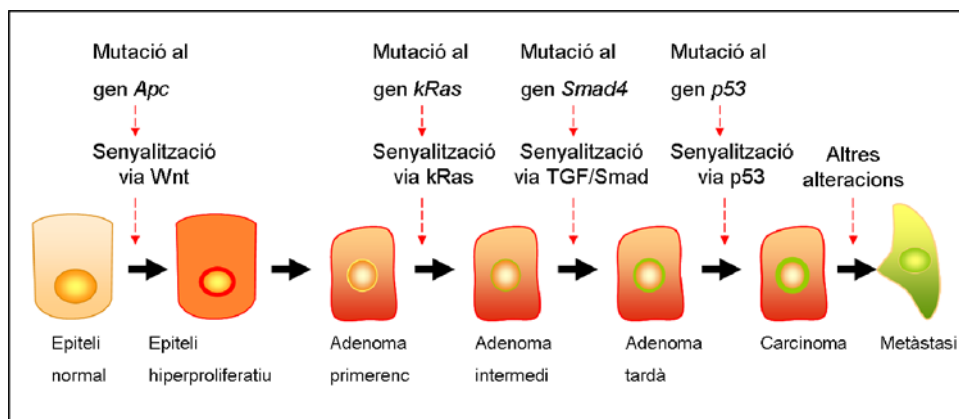 Mutació al
gen Apc
Senyalització
via Wnt
Mutació al
gen kRas
Senyalització
via kRas
Mutació al
gen Smad4
Senyalització
via TGF/Smad
Mutació al
gen p53
Senyalització
via p53
Altres
alteracions
Epiteli
normal
Epiteli
hiperproliferatiu
Adenoma
primerenc
Adenoma
intermedi
Adenoma
tardà
Carcinoma
Metàstasi